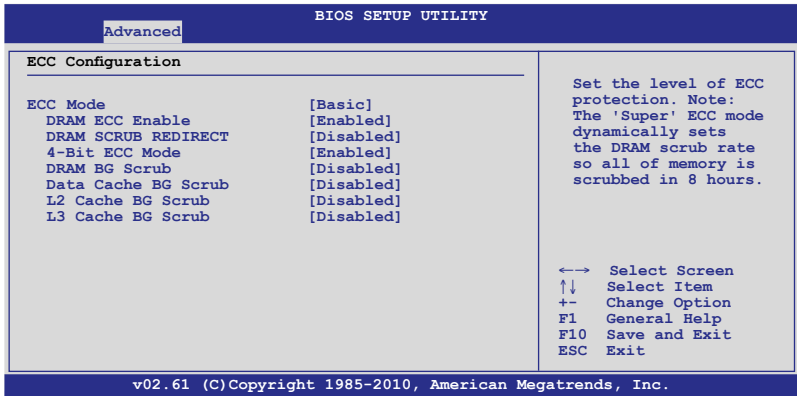 BIOS SETUP UTILITY
Advanced
ECC Configuration
ECC Mode [Basic]
DRAM ECC Enable [Enabled]
DRAM SCRUB REDIRECT [Disabled]
4-Bit ECC Mode [Enabled]
DRAM BG Scrub [Disabled]
Data Cache BG Scrub [Disabled]
L2 Cache BG Scrub [Disabled]
L3 Cache BG Scrub [Disabled]
Set the level of ECC
protection. Note:
The 'Super' ECC mode
dynamically sets
the DRAM scrub rate
so all of memory is
scrubbed in 8 hours.
←→ Select Screen
↑↓ Select Item
+- Change Option
F1 General Help
F10 Save and Exit
ESC Exit
v02.61 (C)Copyright 1985-2010, American Megatrends, Inc.